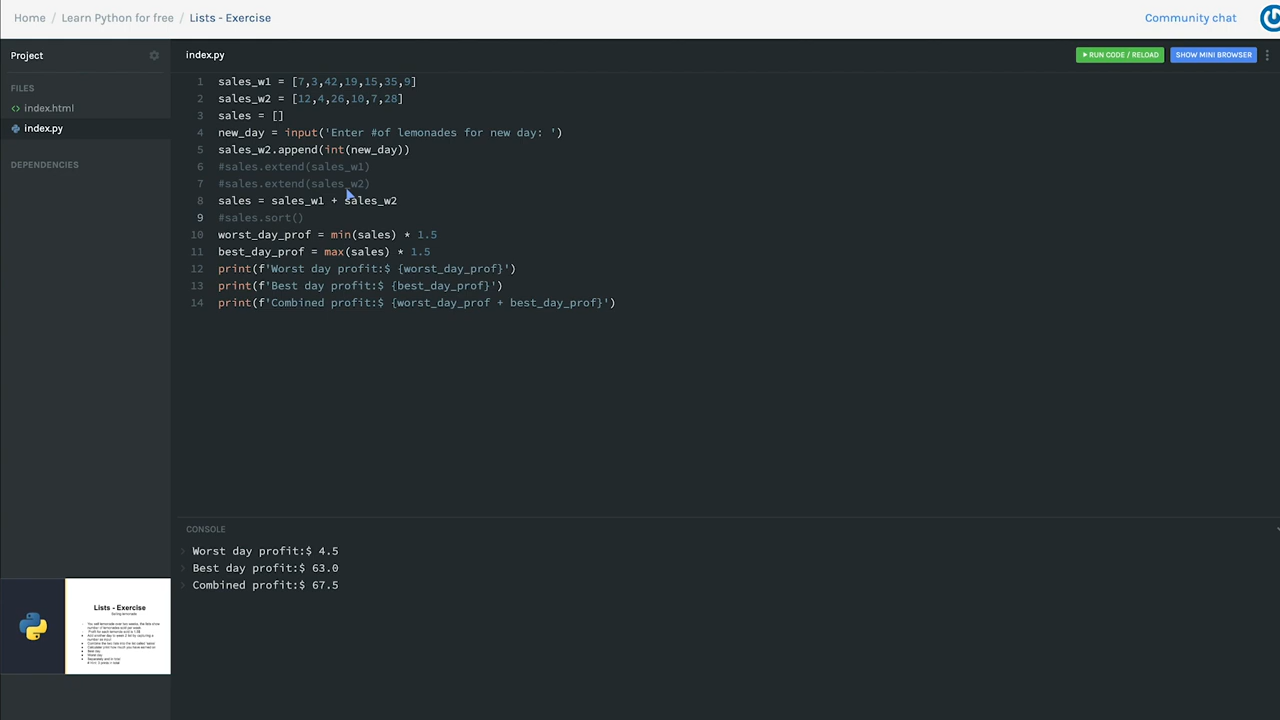 Home / Learn Python for free / Lists - Exercise
Community chat
Project
index.py
RUN CODE / RELOAD
SHOW MINI BROWSER
FILES
index.html
index.py
DEPENDENCIES
1 sales_w1 = [7,3,42,19,15,35,9]
2 sales_w2 = [12,4,26,10,7,28]
3 sales = []
4 new_day = input('Enter #of lemonades for new day: ')
5 sales_w2.append(int(new_day))
6 #sales.extend(sales_w1)
7 #sales.extend(sales_w2)
8 sales = sales_w1 + sales_w2
9 #sales.sort()
10 worst_day_prof = min(sales) * 1.5
11 best_day_prof = max(sales) * 1.5
12 print(f'Worst day profit:$ {worst_day_prof}')
13 print(f'Best day profit:$ {best_day_prof}')
14 print(f'Combined profit:$ {worst_day_prof + best_day_prof}')
CONSOLE
Worst day profit:$ 4.5
Best day profit:$ 63.0
Combined profit:$ 67.5
Lists - Exercise